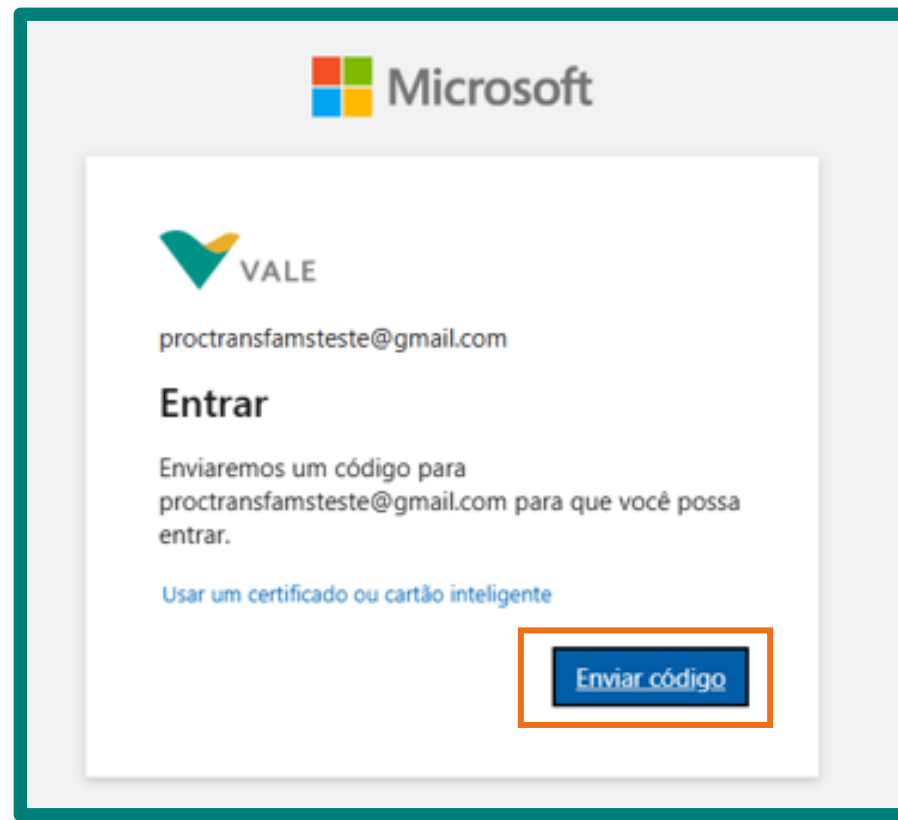 Microsoft
VALE
proctransfamsteste@gmail.com
Entrar
Enviaremos um código para
proctransfamsteste@gmail.com para que você possa
entrar.
Usar um certificado ou cartão inteligente
Enviar código